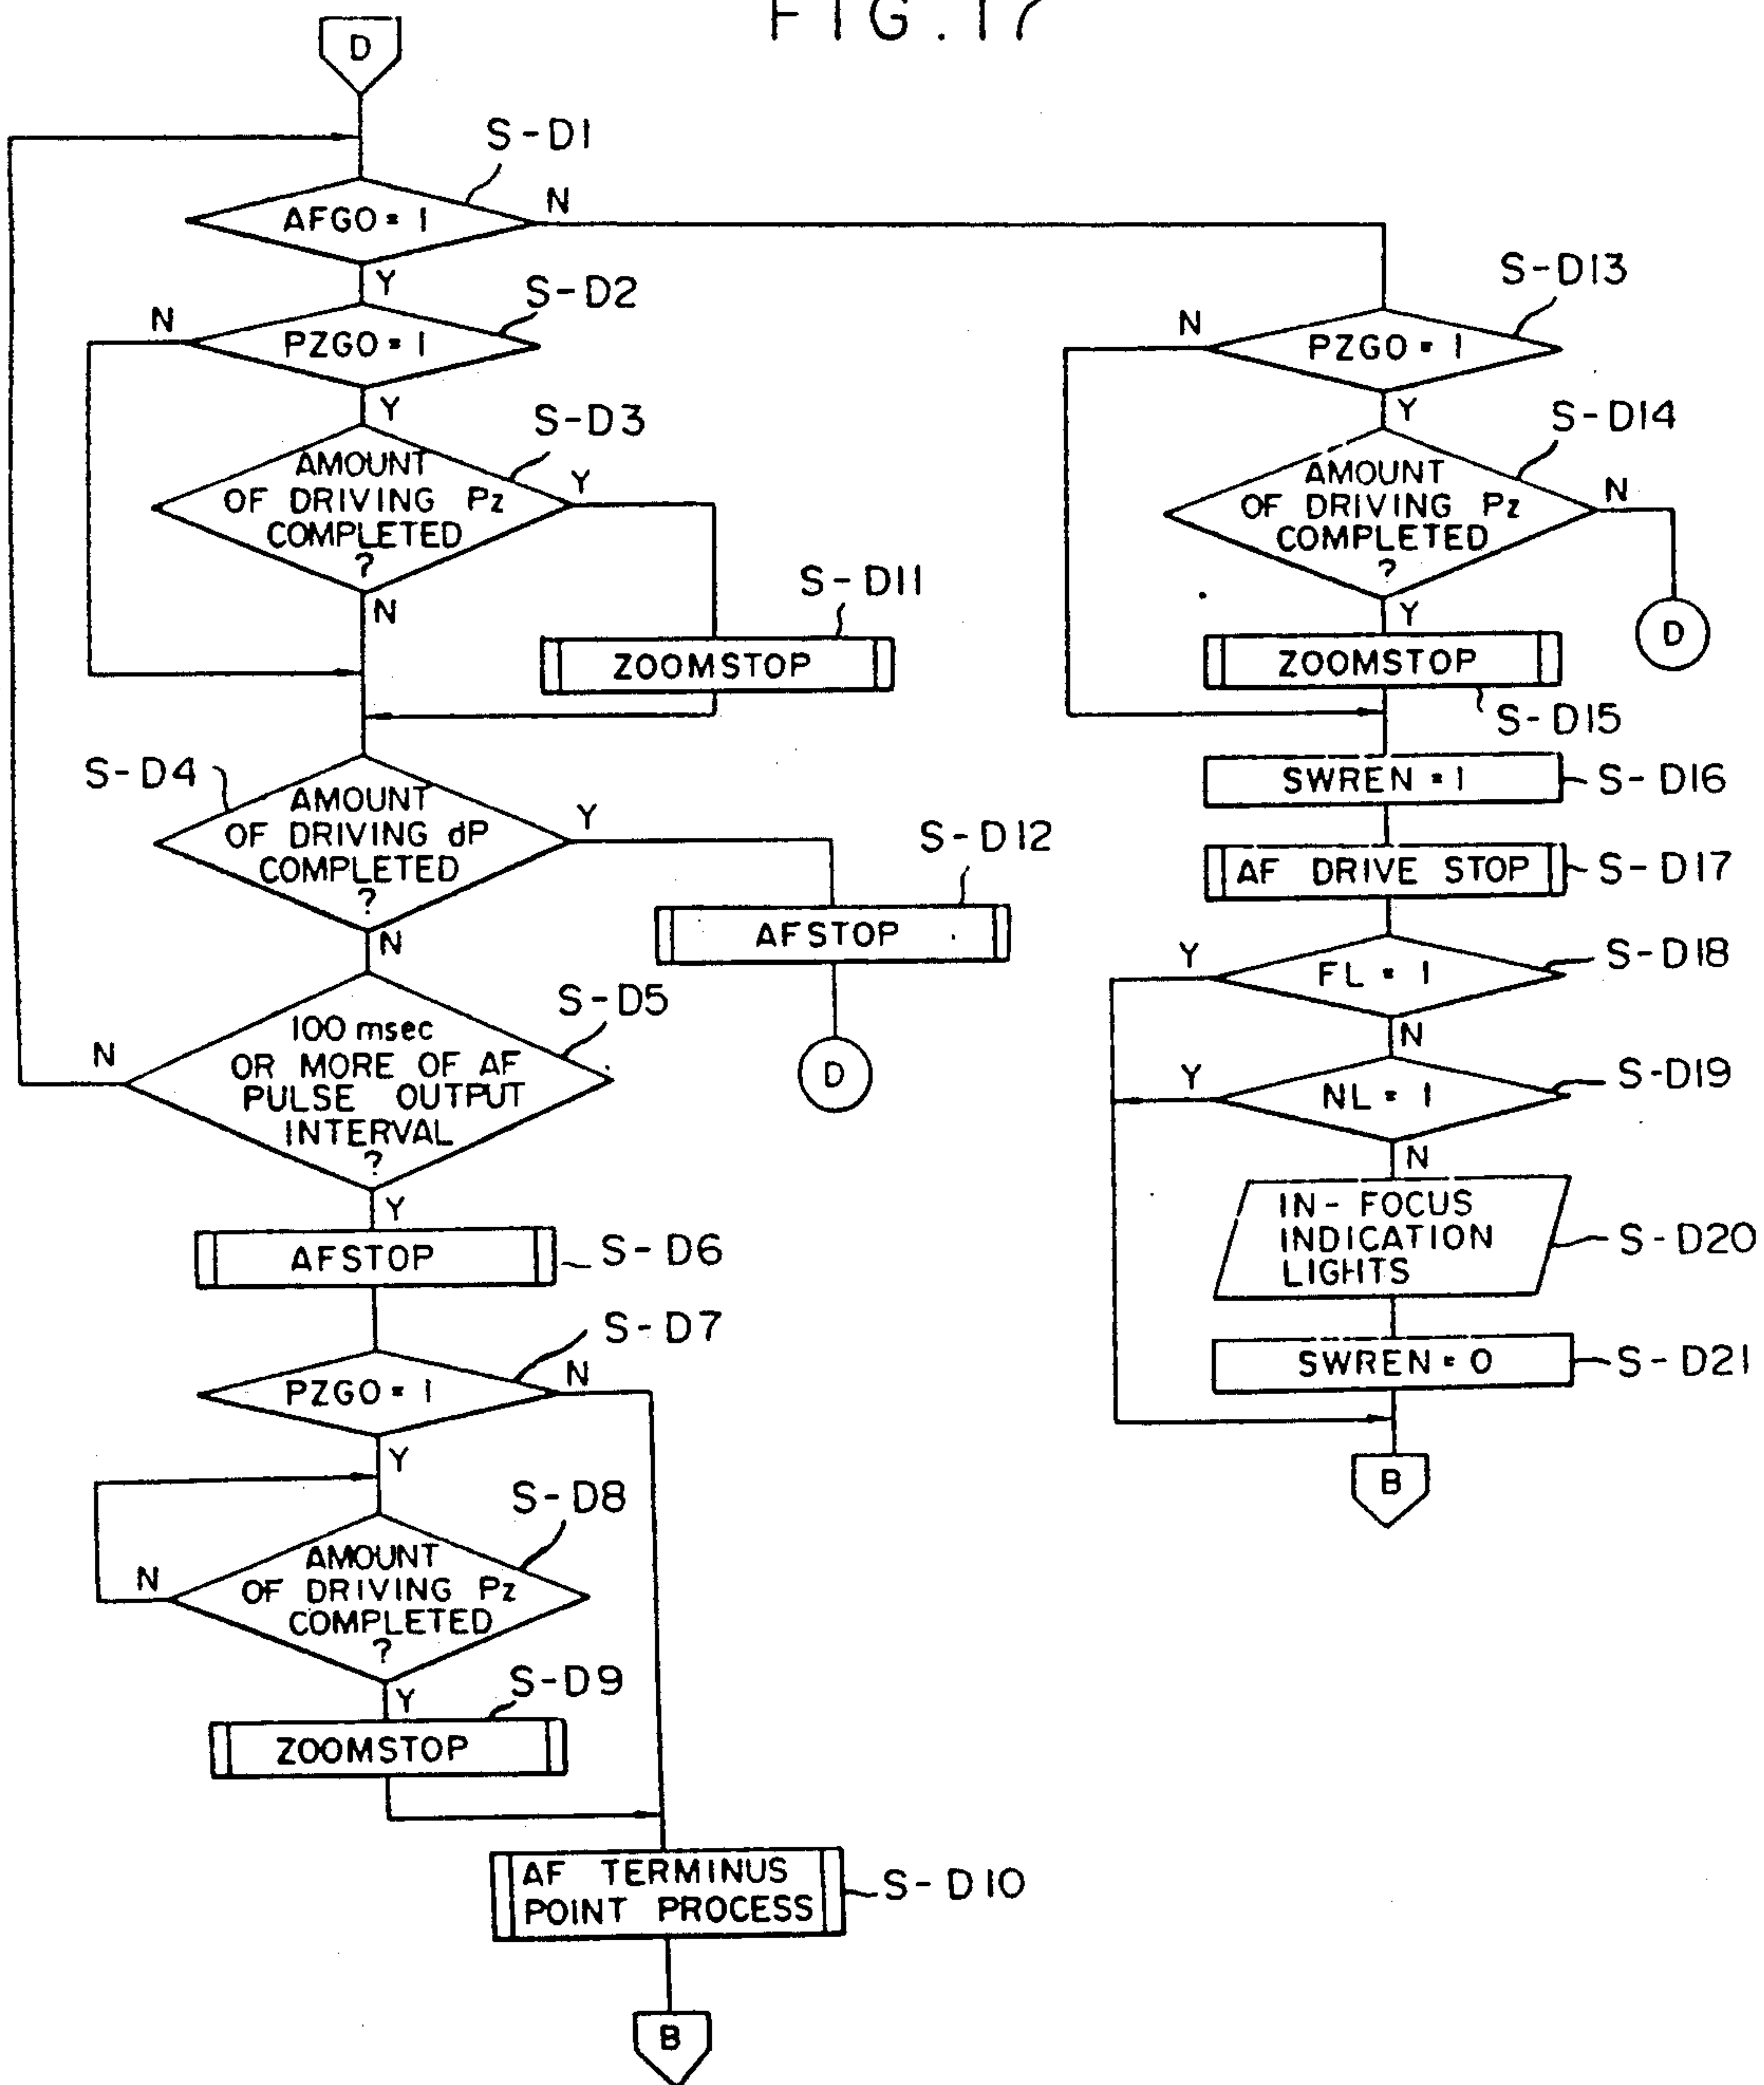 FIG. 17
D
S-D1
AFGO = 1
N
Y
S-D2
N
PZGO = 1
Y
S-D3
AMOUNT
OF DRIVING Pz
COMPLETED
?
Y
N
S-D11
ZOOMSTOP
S-D4
AMOUNT
OF DRIVING dP
COMPLETED
?
Y
N
S-D12
AFSTOP
D
S-D5
100 msec
OR MORE OF AF
PULSE OUTPUT
INTERVAL
?
N
Y
AFSTOP
S-D6
S-D7
PZGO = 1
N
Y
S-D8
AMOUNT
OF DRIVING Pz
COMPLETED
?
N
Y
S-D9
ZOOMSTOP
AF TERMINUS
POINT PROCESS
S-D10
B
S-D13
N
PZGO = 1
Y
S-D14
AMOUNT
OF DRIVING Pz
COMPLETED
?
N
D
Y
ZOOMSTOP
S-D15
SWREN = 1
S-D16
AF DRIVE STOP
S-D17
Y
FL = 1
S-D18
N
Y
NL = 1
S-D19
N
IN-FOCUS
INDICATION
LIGHTS
S-D20
SWREN = 0
S-D21
B